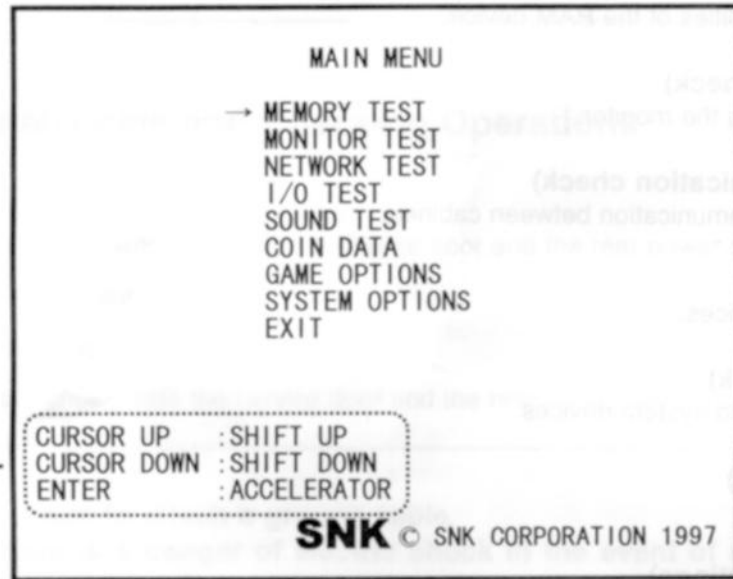 MAIN MENU
→ MEMORY TEST
MONITOR TEST
NETWORK TEST
I/O TEST
SOUND TEST
COIN DATA
GAME OPTIONS
SYSTEM OPTIONS
EXIT
CURSOR UP :SHIFT UP
CURSOR DOWN :SHIFT DOWN
ENTER :ACCELERATOR
SNK © SNK CORPORATION 1997